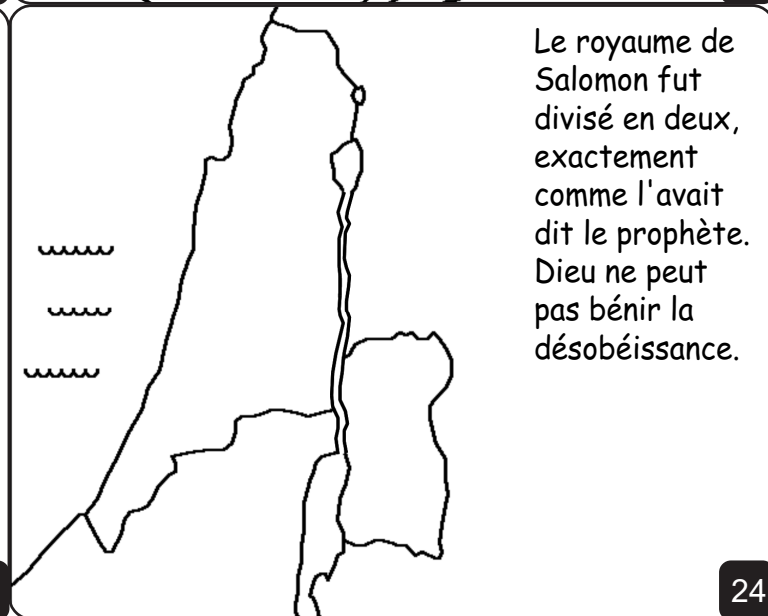 Le royaume de
Salomon fut
divisé en deux,
exactement
comme l'avait
dit le prophète.
Dieu ne peut
pas bénir la
désobéissance.
24